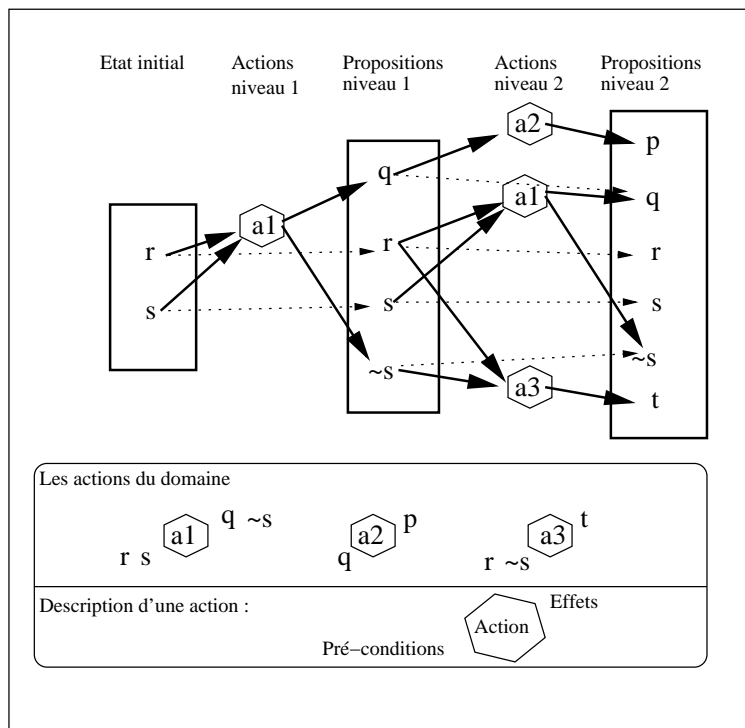 Etat initial
Actions
niveau 1
Propositions
niveau 1
Actions
niveau 2
Propositions
niveau 2
r
s
a1
q
r
s
~s
a2
a1
a3
p
q
r
s
~s
t
Les actions du domaine
r s
a1
q ~s
q
a2
p
r ~s
a3
t
Description d'une action :
Pré−conditions
Action
Effets